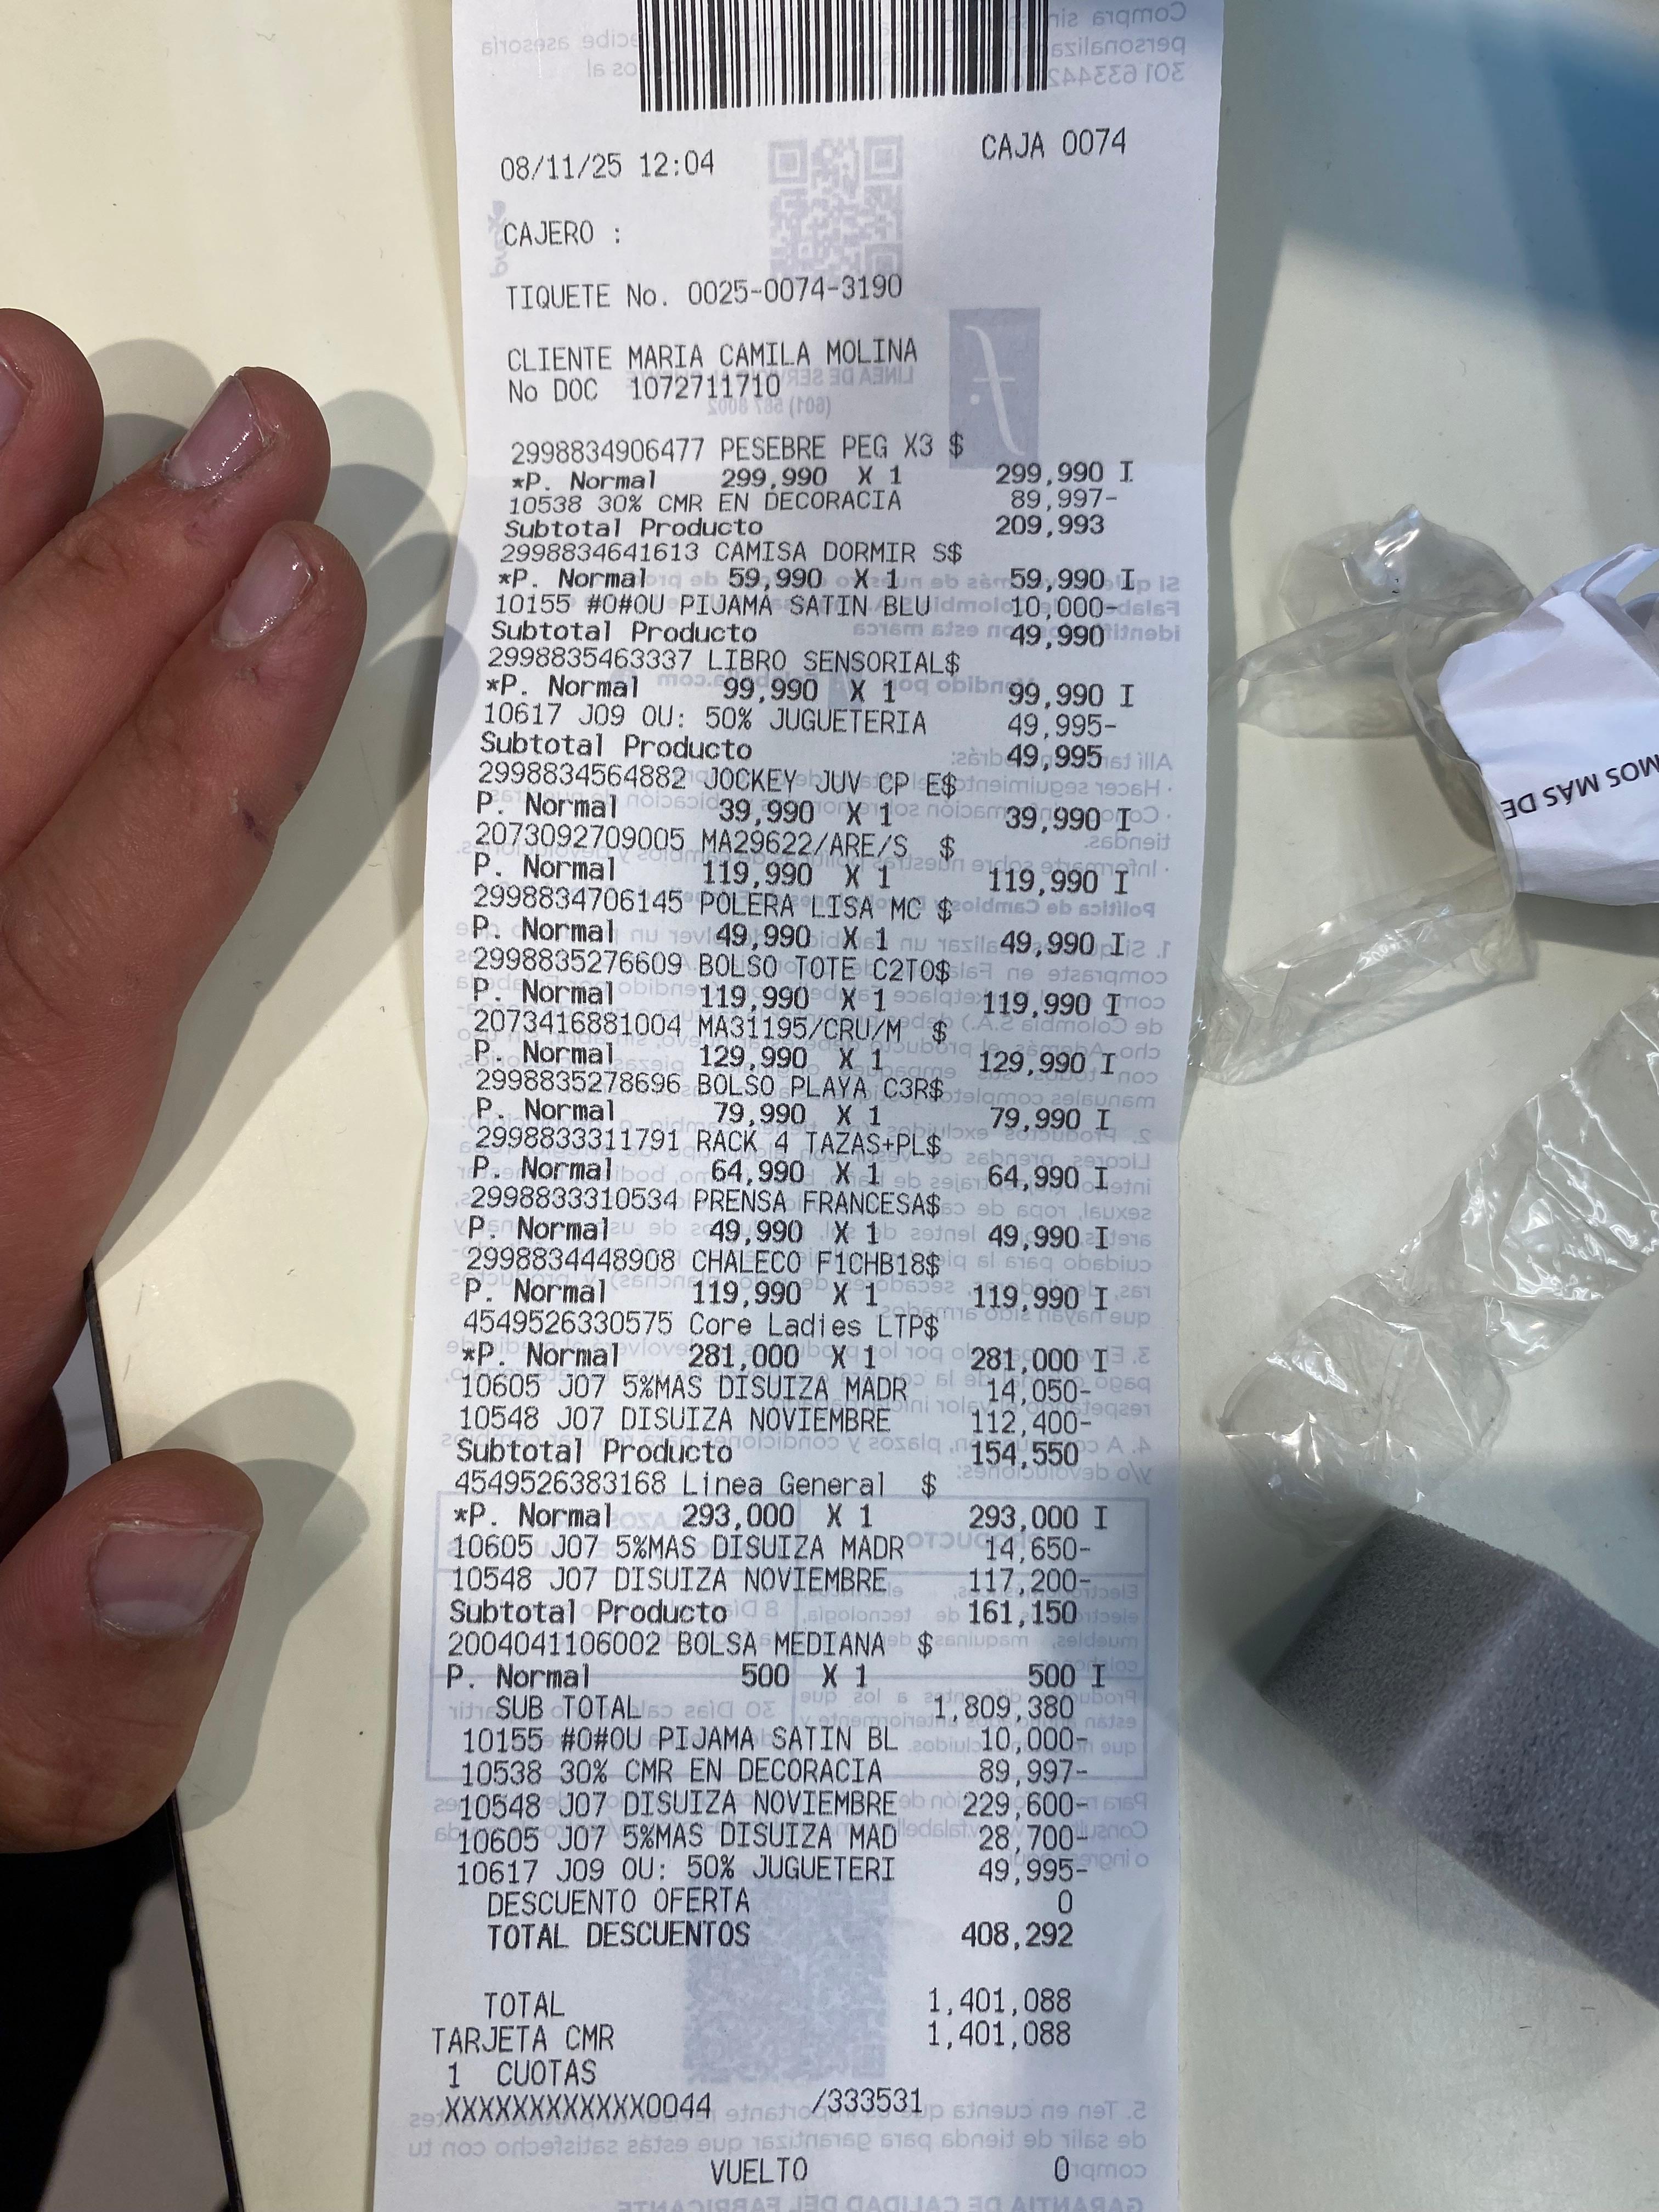 08/11/25 12:04 CAJA 0074
CAJERO :
TIQUETE No. 0025-0074-3190
CLIENTE MARIA CAMILA MOLINA
No DOC 1072711710
2998834906477 PESEBRE PEG X3 $
*P. Normal 299,990 X 1 299,990 I
10538 30% CMR EN DECORACIA 89,997-
Subtotal Producto 209,993
2998834641613 CAMISA DORMIR S$
*P. Normal 59,990 X 1 59,990 I
10155 #0#OU PIJAMA SATIN BLU 10,000-
Subtotal Producto 49,990
2998835463337 LIBRO SENSORIAL$
*P. Normal 99,990 X 1 99,990 I
10617 J09 OU: 50% JUGUETERIA 49,995-
Subtotal Producto 49,995
2998834564882 JOCKEY JUV CP E$
P. Normal 39,990 X 1 39,990 I
2073092709005 MA29622/ARE/S $
P. Normal 119,990 X 1 119,990 I
2998834706145 POLERA LISA MC $
P. Normal 49,990 X 1 49,990 I
2998835276609 BOLSO TOTE C2TO$
P. Normal 119,990 X 1 119,990 I
2073416881004 MA31195/CRU/M $
P. Normal 129,990 X 1 129,990 I
2998835278696 BOLSO PLAYA C3R$
P. Normal 79,990 X 1 79,990 I
2998833311791 RACK 4 TAZAS+PL$
P. Normal 64,990 X 1 64,990 I
2998833310534 PRENSA FRANCESA$
P. Normal 49,990 X 1 49,990 I
2998834448908 CHALECO F1CHB18$
P. Normal 119,990 X 1 119,990 I
4549526330575 Core Ladies LTP$
*P. Normal 281,000 X 1 281,000 I
10605 J07 5%MAS DISUIZA MADR 14,050-
10548 J07 DISUIZA NOVIEMBRE 112,400-
Subtotal Producto 154,550
4549526383168 Linea General $
*P. Normal 293,000 X 1 293,000 I
10605 J07 5%MAS DISUIZA MADR 14,650-
10548 J07 DISUIZA NOVIEMBRE 117,200-
Subtotal Producto 161,150
2004041106002 BOLSA MEDIANA $
P. Normal 500 X 1 500 I
SUB TOTAL 1,809,380
10155 #0#OU PIJAMA SATIN BL 10,000-
10538 30% CMR EN DECORACIA 89,997-
10548 J07 DISUIZA NOVIEMBRE 229,600-
10605 J07 5%MAS DISUIZA MAD 28,700-
10617 J09 OU: 50% JUGUETERI 49,995-
DESCUENTO OFERTA 0
TOTAL DESCUENTOS 408,292
TOTAL 1,401,088
TARJETA CMR 1,401,088
1 CUOTAS
XXXXXXXXXXXX0044 /333531
VUELTO 0
MOS MÁS DE